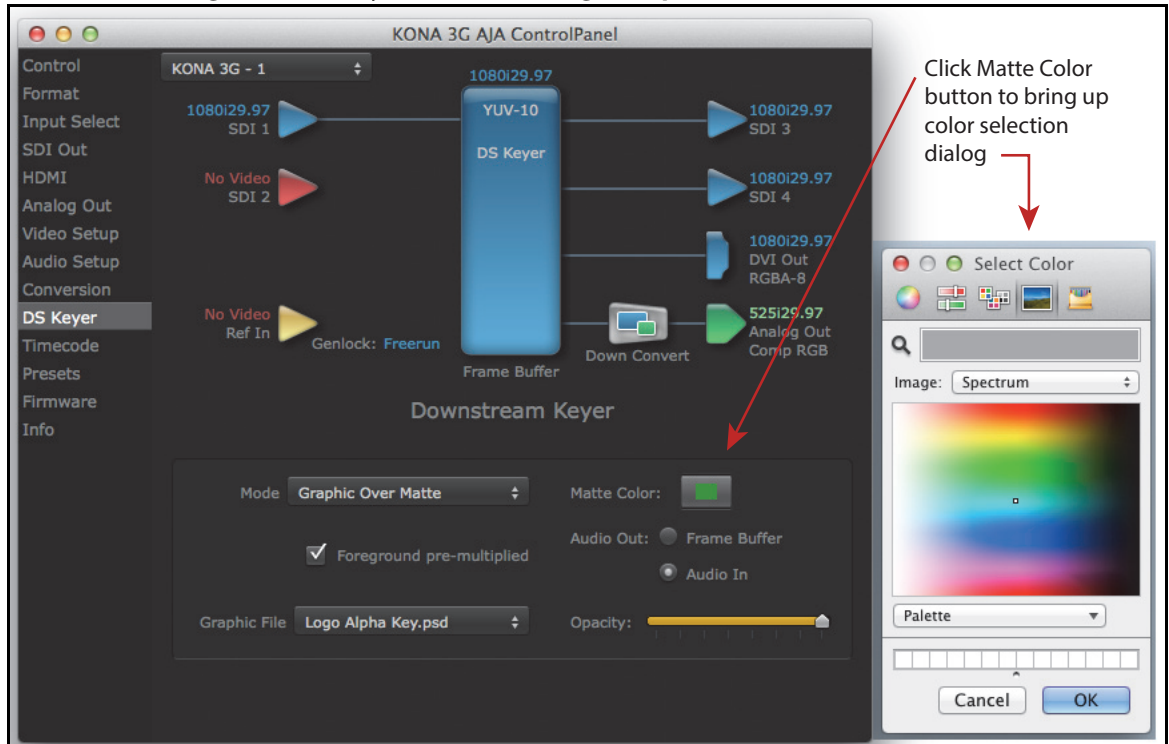 KONA 3G AJA ControlPanel
Control
Format
Input Select
SDI Out
HDMI
Analog Out
Video Setup
Audio Setup
Conversion
DS Keyer
Timecode
Presets
Firmware
Info
KONA 3G - 1
1080i29.97
YUV-10
DS Keyer
Frame Buffer
1080i29.97
SDI 1
No Video
SDI 2
No Video
Ref In
Genlock: Freerun
1080i29.97
SDI 3
1080i29.97
SDI 4
1080i29.97
DVI Out
RGBA-8
Down Convert
525i29.97
Analog Out
Comp RGB
Downstream Keyer
Mode Graphic Over Matte
Foreground pre-multiplied
Graphic File Logo Alpha Key.psd
Matte Color:
Audio Out: Frame Buffer
Audio In
Opacity:
Click Matte Color
button to bring up
color selection
dialog
Select Color
Image: Spectrum
Palette
Cancel OK